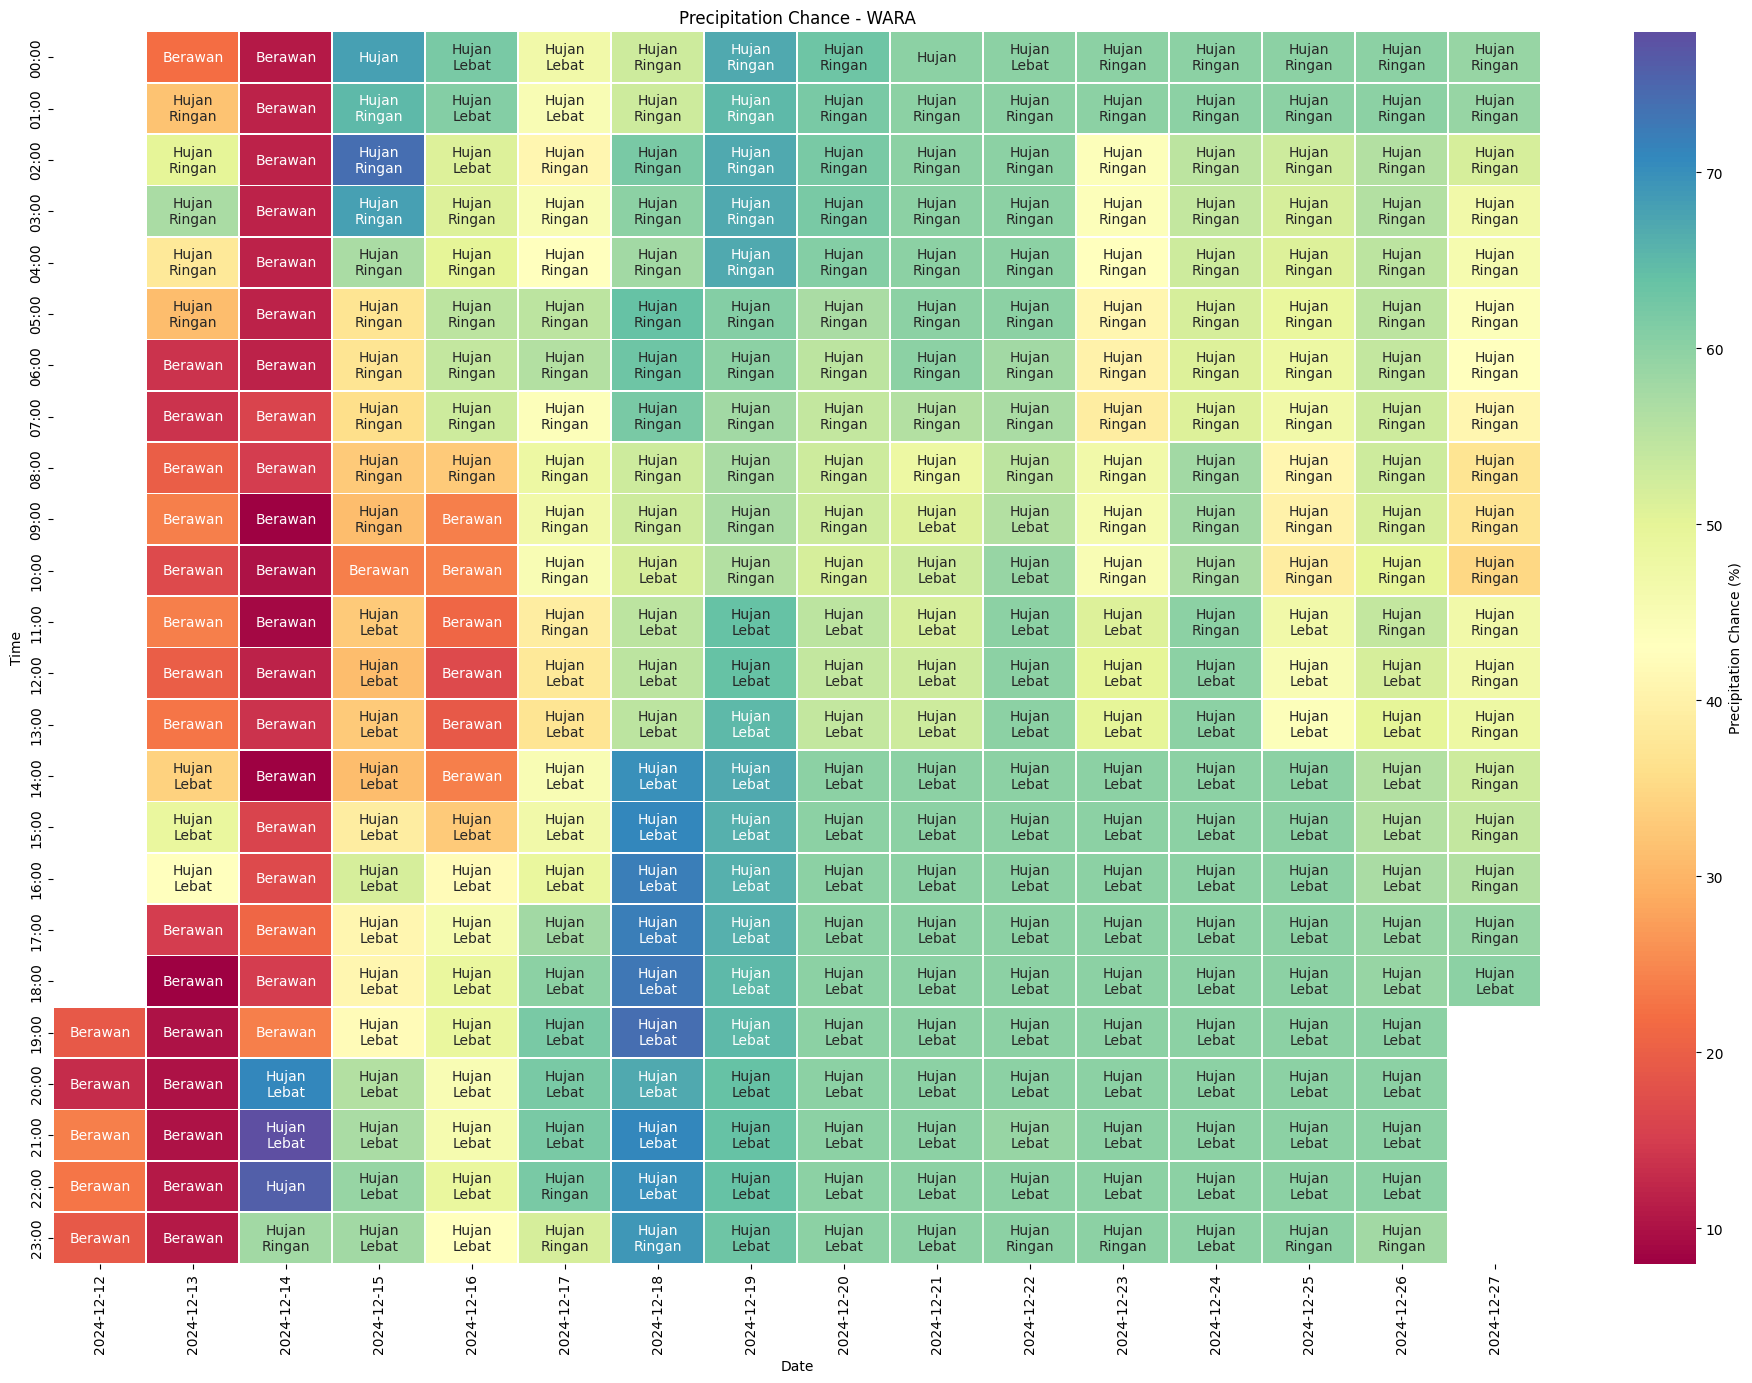 Precipitation Chance - WARA
00:00 Berawan Berawan Hujan Hujan Lebat Hujan Lebat Hujan Ringan Hujan Ringan Hujan Ringan Hujan Hujan Lebat Hujan Ringan Hujan Ringan Hujan Ringan Hujan Ringan Hujan Ringan
01:00 Hujan Ringan Berawan Hujan Ringan Hujan Lebat Hujan Lebat Hujan Ringan Hujan Ringan Hujan Ringan Hujan Ringan Hujan Ringan Hujan Ringan Hujan Ringan Hujan Ringan Hujan Ringan Hujan Ringan
02:00 Hujan Ringan Berawan Hujan Ringan Hujan Lebat Hujan Ringan Hujan Ringan Hujan Ringan Hujan Ringan Hujan Ringan Hujan Ringan Hujan Ringan Hujan Ringan Hujan Ringan Hujan Ringan Hujan Ringan
03:00 Hujan Ringan Berawan Hujan Ringan Hujan Ringan Hujan Ringan Hujan Ringan Hujan Ringan Hujan Ringan Hujan Ringan Hujan Ringan Hujan Ringan Hujan Ringan Hujan Ringan Hujan Ringan Hujan Ringan
04:00 Hujan Ringan Berawan Hujan Ringan Hujan Ringan Hujan Ringan Hujan Ringan Hujan Ringan Hujan Ringan Hujan Ringan Hujan Ringan Hujan Ringan Hujan Ringan Hujan Ringan Hujan Ringan Hujan Ringan
05:00 Hujan Ringan Berawan Hujan Ringan Hujan Ringan Hujan Ringan Hujan Ringan Hujan Ringan Hujan Ringan Hujan Ringan Hujan Ringan Hujan Ringan Hujan Ringan Hujan Ringan Hujan Ringan Hujan Ringan
06:00 Berawan Berawan Hujan Ringan Hujan Ringan Hujan Ringan Hujan Ringan Hujan Ringan Hujan Ringan Hujan Ringan Hujan Ringan Hujan Ringan Hujan Ringan Hujan Ringan Hujan Ringan Hujan Ringan
07:00 Berawan Berawan Hujan Ringan Hujan Ringan Hujan Ringan Hujan Ringan Hujan Ringan Hujan Ringan Hujan Ringan Hujan Ringan Hujan Ringan Hujan Ringan Hujan Ringan Hujan Ringan Hujan Ringan
08:00 Berawan Berawan Hujan Ringan Hujan Ringan Hujan Ringan Hujan Ringan Hujan Ringan Hujan Ringan Hujan Ringan Hujan Ringan Hujan Ringan Hujan Ringan Hujan Ringan Hujan Ringan Hujan Ringan
09:00 Berawan Berawan Hujan Ringan Berawan Hujan Ringan Hujan Ringan Hujan Ringan Hujan Ringan Hujan Lebat Hujan Lebat Hujan Ringan Hujan Ringan Hujan Ringan Hujan Ringan Hujan Ringan
10:00 Berawan Berawan Berawan Berawan Hujan Ringan Hujan Lebat Hujan Ringan Hujan Ringan Hujan Lebat Hujan Lebat Hujan Ringan Hujan Ringan Hujan Ringan Hujan Ringan Hujan Ringan
11:00 Berawan Berawan Hujan Lebat Berawan Hujan Ringan Hujan Lebat Hujan Lebat Hujan Lebat Hujan Lebat Hujan Lebat Hujan Lebat Hujan Ringan Hujan Lebat Hujan Ringan Hujan Ringan
12:00 Berawan Berawan Hujan Lebat Berawan Hujan Lebat Hujan Lebat Hujan Lebat Hujan Lebat Hujan Lebat Hujan Lebat Hujan Lebat Hujan Lebat Hujan Lebat Hujan Lebat Hujan Ringan
13:00 Berawan Berawan Hujan Lebat Berawan Hujan Lebat Hujan Lebat Hujan Lebat Hujan Lebat Hujan Lebat Hujan Lebat Hujan Lebat Hujan Lebat Hujan Lebat Hujan Lebat Hujan Ringan
14:00 Hujan Lebat Berawan Hujan Lebat Berawan Hujan Lebat Hujan Lebat Hujan Lebat Hujan Lebat Hujan Lebat Hujan Lebat Hujan Lebat Hujan Lebat Hujan Lebat Hujan Lebat Hujan Ringan
15:00 Hujan Lebat Berawan Hujan Lebat Hujan Lebat Hujan Lebat Hujan Lebat Hujan Lebat Hujan Lebat Hujan Lebat Hujan Lebat Hujan Lebat Hujan Lebat Hujan Lebat Hujan Lebat Hujan Ringan
16:00 Hujan Lebat Berawan Hujan Lebat Hujan Lebat Hujan Lebat Hujan Lebat Hujan Lebat Hujan Lebat Hujan Lebat Hujan Lebat Hujan Lebat Hujan Lebat Hujan Lebat Hujan Lebat Hujan Ringan
17:00 Berawan Berawan Hujan Lebat Hujan Lebat Hujan Lebat Hujan Lebat Hujan Lebat Hujan Lebat Hujan Lebat Hujan Lebat Hujan Lebat Hujan Lebat Hujan Lebat Hujan Lebat Hujan Ringan
18:00 Berawan Berawan Hujan Lebat Hujan Lebat Hujan Lebat Hujan Lebat Hujan Lebat Hujan Lebat Hujan Lebat Hujan Lebat Hujan Lebat Hujan Lebat Hujan Lebat Hujan Lebat Hujan Lebat
19:00 Berawan Berawan Berawan Hujan Lebat Hujan Lebat Hujan Lebat Hujan Lebat Hujan Lebat Hujan Lebat Hujan Lebat Hujan Lebat Hujan Lebat Hujan Lebat Hujan Lebat Hujan Lebat
20:00 Berawan Berawan Hujan Lebat Hujan Lebat Hujan Lebat Hujan Lebat Hujan Lebat Hujan Lebat Hujan Lebat Hujan Lebat Hujan Lebat Hujan Lebat Hujan Lebat Hujan Lebat Hujan Lebat
21:00 Berawan Berawan Hujan Lebat Hujan Lebat Hujan Lebat Hujan Lebat Hujan Lebat Hujan Lebat Hujan Lebat Hujan Lebat Hujan Lebat Hujan Lebat Hujan Lebat Hujan Lebat Hujan Lebat
22:00 Berawan Berawan Hujan Hujan Lebat Hujan Lebat Hujan Ringan Hujan Lebat Hujan Lebat Hujan Lebat Hujan Lebat Hujan Lebat Hujan Lebat Hujan Lebat Hujan Lebat Hujan Lebat
23:00 Berawan Berawan Hujan Ringan Hujan Lebat Hujan Lebat Hujan Ringan Hujan Ringan Hujan Lebat Hujan Lebat Hujan Lebat Hujan Ringan Hujan Ringan Hujan Lebat Hujan Ringan Hujan Ringan
Time
2024-12-12 2024-12-13 2024-12-14 2024-12-15 2024-12-16 2024-12-17 2024-12-18 2024-12-19 2024-12-20 2024-12-21 2024-12-22 2024-12-23 2024-12-24 2024-12-25 2024-12-26 2024-12-27
Date
70
60
50
40
30
20
10
Precipitation Chance (%)